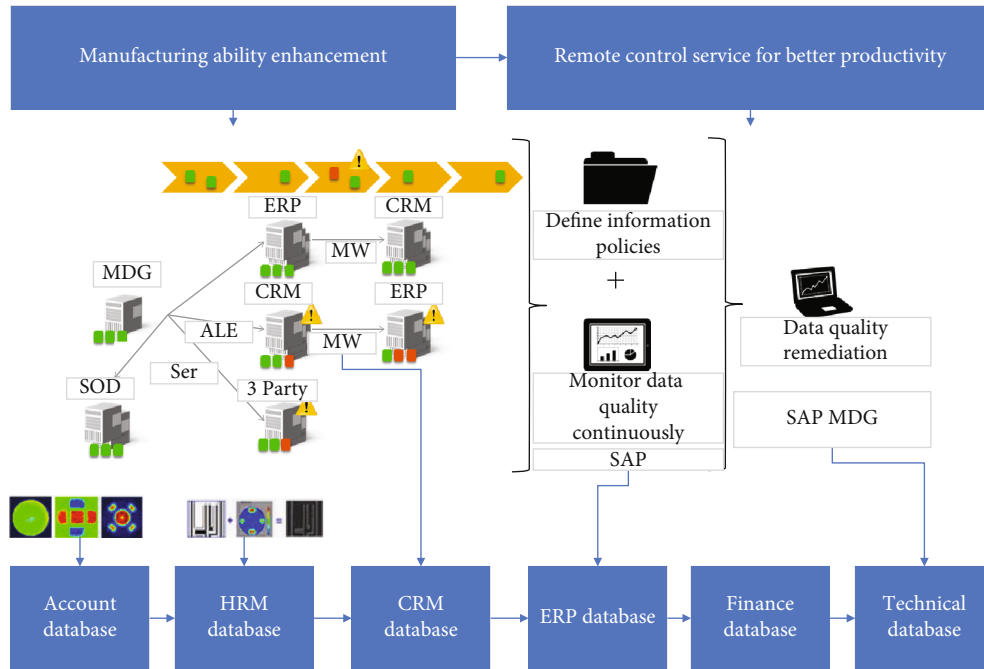 Manufacturing ability enhancement
Remote control service for better productivity
ERP
CRM
MW
MDG
CRM
ERP
ALE
MW
Ser
SOD
3 Party
Define information
policies
+
Monitor data
quality
continuously
SAP
Data quality
remediation
SAP MDG
Account
database
HRM
database
CRM
database
ERP database
Finance
database
Technical
database